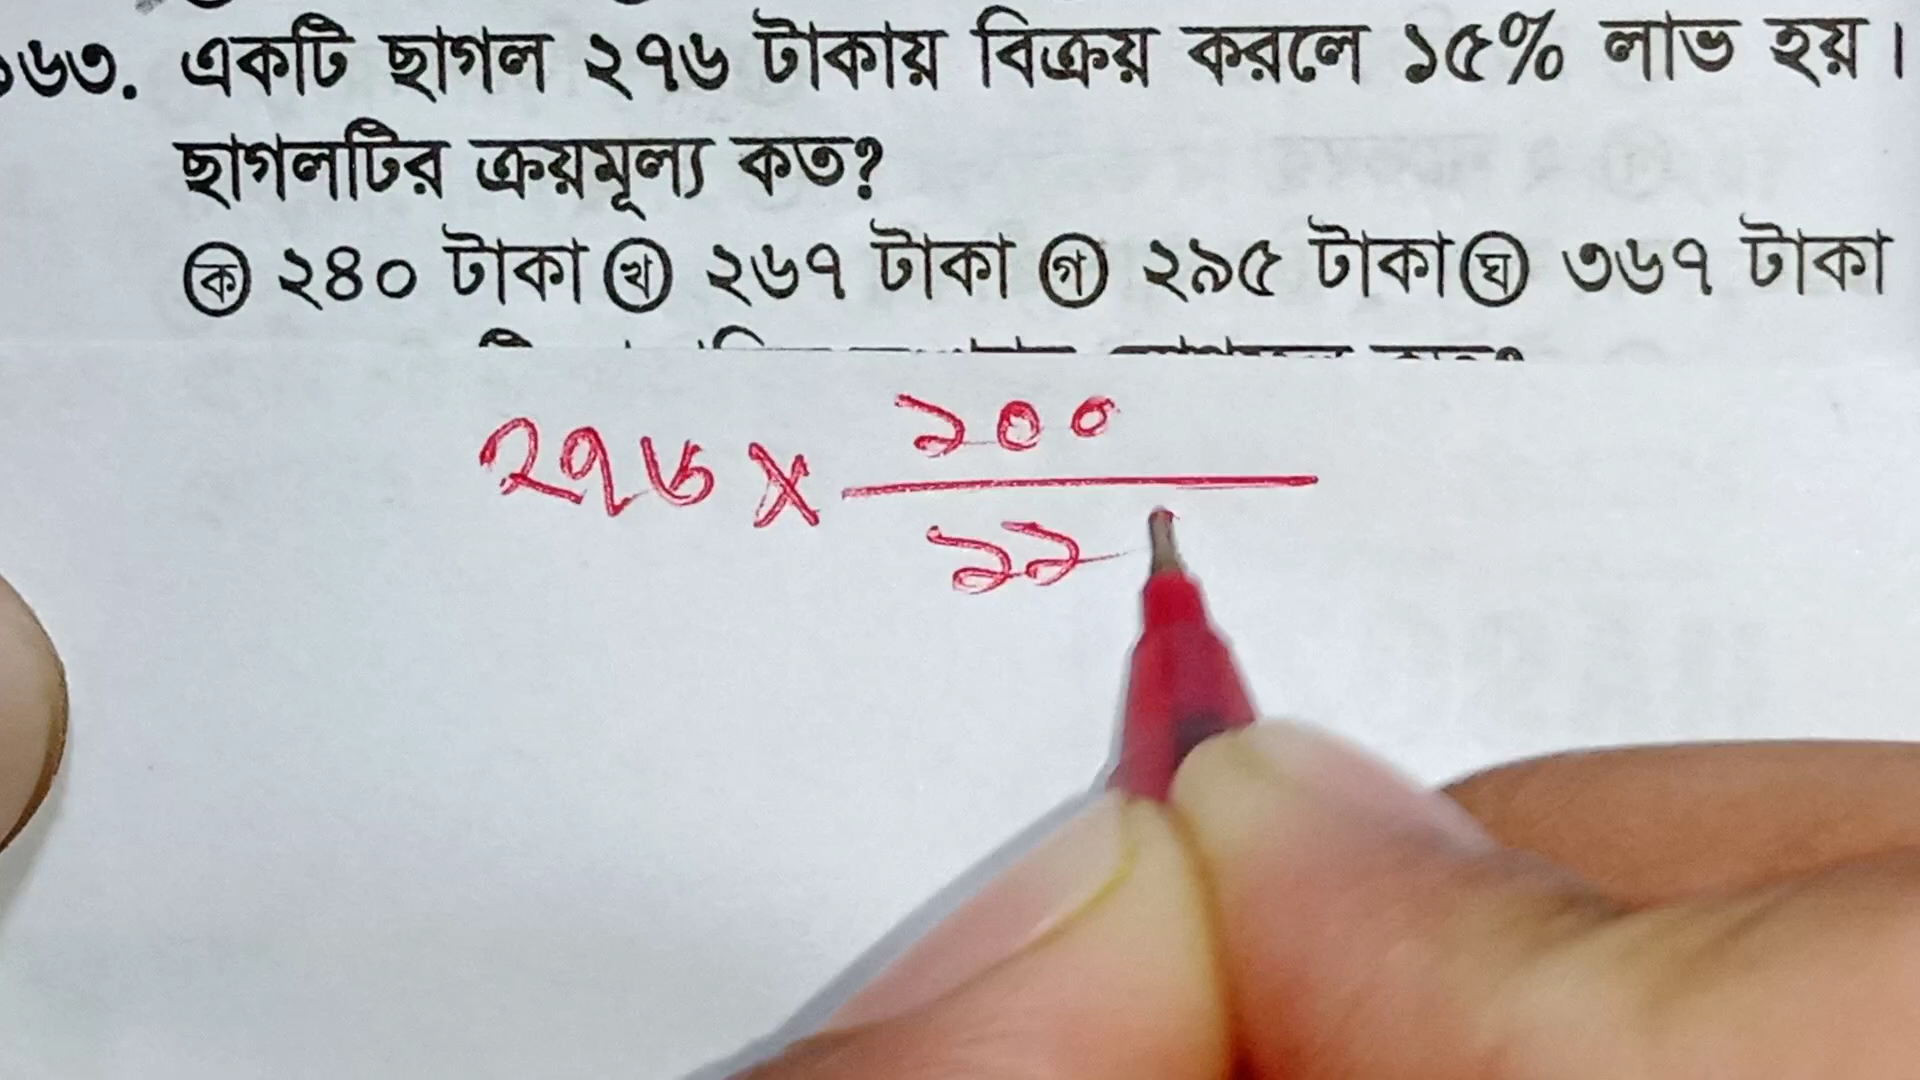 ১৬৩. একটি ছাগল ২৭৬ টাকায় বিক্রয় করলে ১৫% লাভ হয়।
ছাগলটির ক্রয়মূল্য কত?
ক ২৪০ টাকা খ ২৬৭ টাকা গ ২৯৫ টাকা ঘ ৩৬৭ টাকা
২৭৬ × ১০০
১১